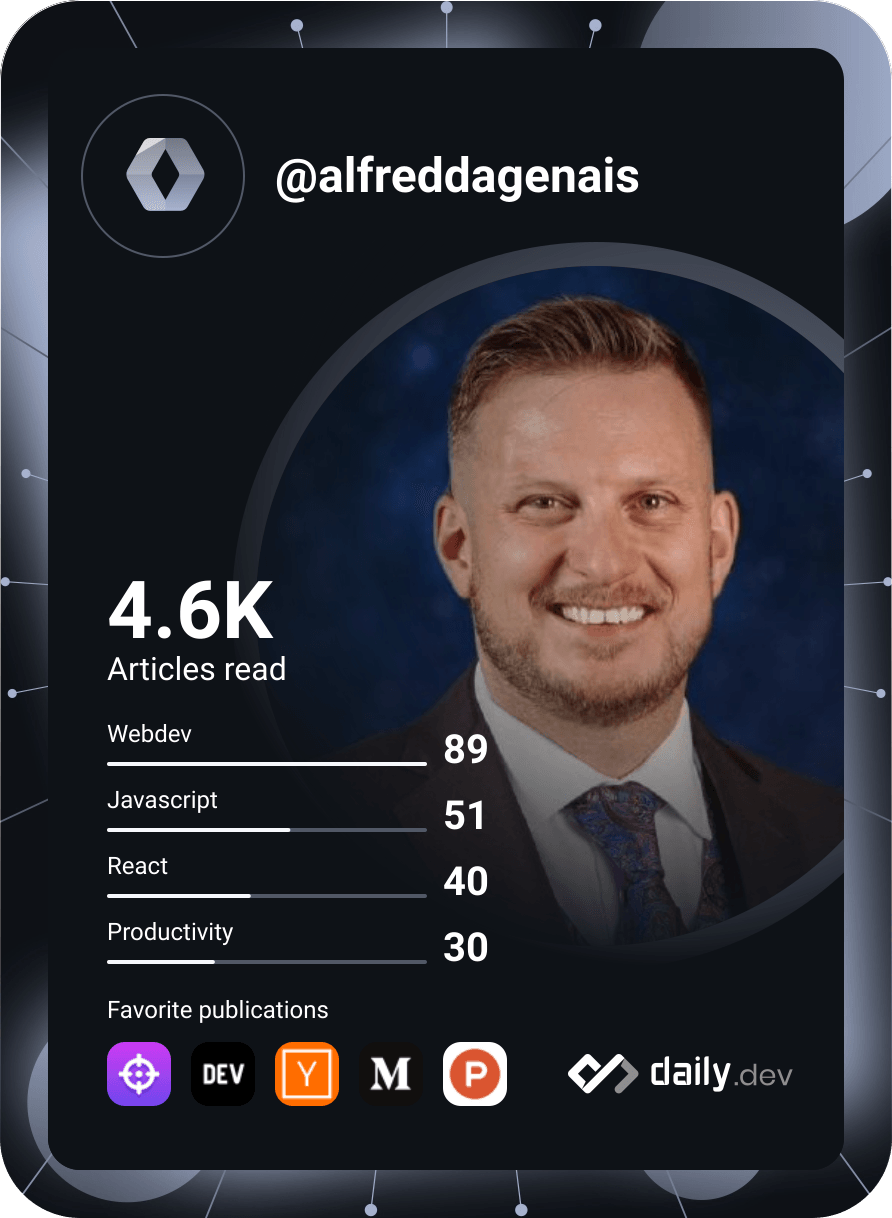 @alfreddagenais
4.6K
Articles read
Webdev
89
Javascript
51
React
40
Productivity
30
Favorite publications
DEV
Y
M
P
daily.dev